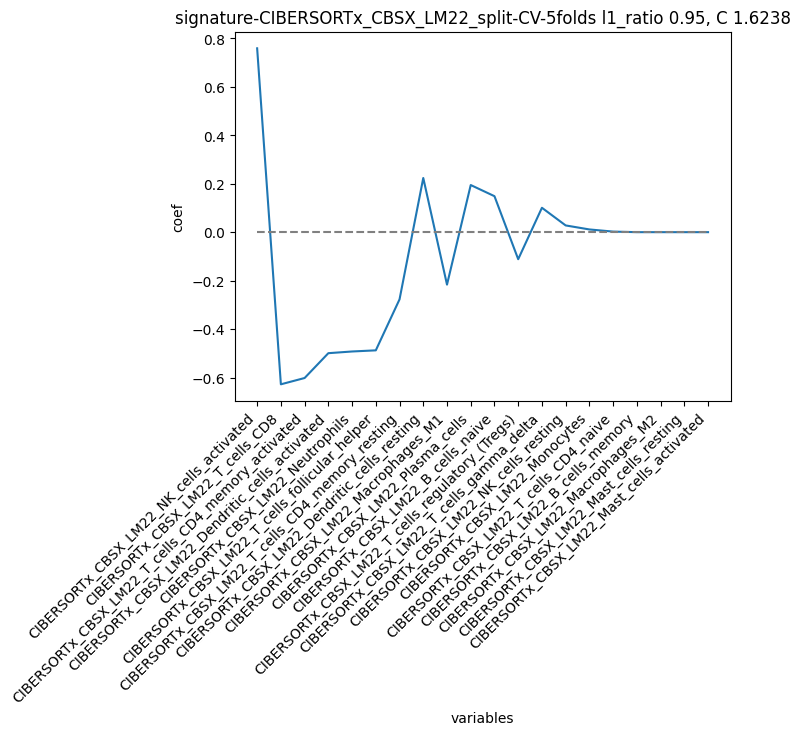 signature-CIBERSORTx_CBSX_LM22_split-CV-5folds l1_ratio 0.95, C 1.6238
0.8
0.6
0.4
0.2
0.0
−0.2
−0.4
−0.6
coef
CIBERSORTx_CBSX_LM22_NK_cells_activated
CIBERSORTx_CBSX_LM22_T_cells_CD8
CIBERSORTx_CBSX_LM22_T_cells_CD4_memory_activated
CIBERSORTx_CBSX_LM22_Dendritic_cells_activated
CIBERSORTx_CBSX_LM22_Neutrophils
CIBERSORTx_CBSX_LM22_T_cells_follicular_helper
CIBERSORTx_CBSX_LM22_T_cells_CD4_memory_resting
CIBERSORTx_CBSX_LM22_Dendritic_cells_resting
CIBERSORTx_CBSX_LM22_Macrophages_M1
CIBERSORTx_CBSX_LM22_Plasma_cells
CIBERSORTx_CBSX_LM22_B_cells_naive
CIBERSORTx_CBSX_LM22_T_cells_regulatory_(Tregs)
CIBERSORTx_CBSX_LM22_T_cells_gamma_delta
CIBERSORTx_CBSX_LM22_NK_cells_resting
CIBERSORTx_CBSX_LM22_Monocytes
CIBERSORTx_CBSX_LM22_T_cells_CD4_naive
CIBERSORTx_CBSX_LM22_B_cells_memory
CIBERSORTx_CBSX_LM22_Macrophages_M2
CIBERSORTx_CBSX_LM22_Mast_cells_resting
CIBERSORTx_CBSX_LM22_Mast_cells_activated
variables